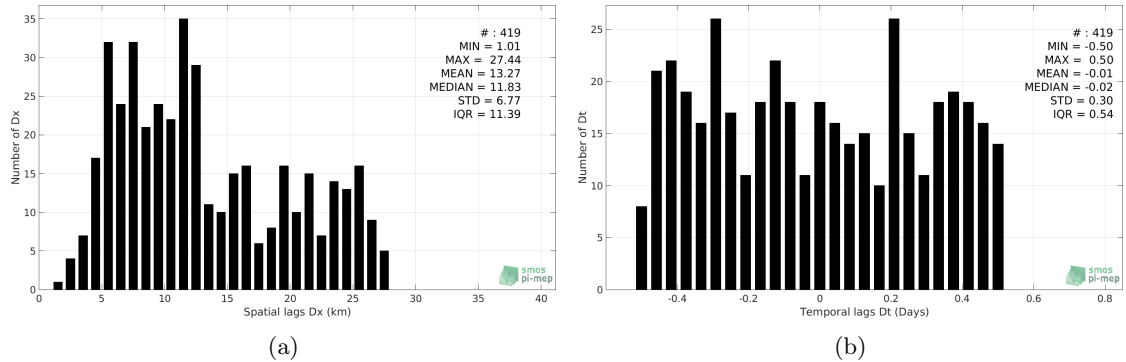 35
30
25
20
15
10
5
0
Number of Dx
# : 419
MIN = 1.01
MAX = 27.44
MEAN = 13.27
MEDIAN = 11.83
STD = 6.77
IQR = 11.39
smos
pi-mep
0 5 10 15 20 25 30 35 40
Spatial lags Dx (km)
(a)
25
20
15
10
5
0
Number of Dt
# : 419
MIN = -0.50
MAX = 0.50
MEAN = -0.01
MEDIAN = -0.02
STD = 0.30
IQR = 0.54
smos
pi-mep
-0.4 -0.2 0 0.2 0.4 0.6 0.8
Temporal lags Dt (Days)
(b)